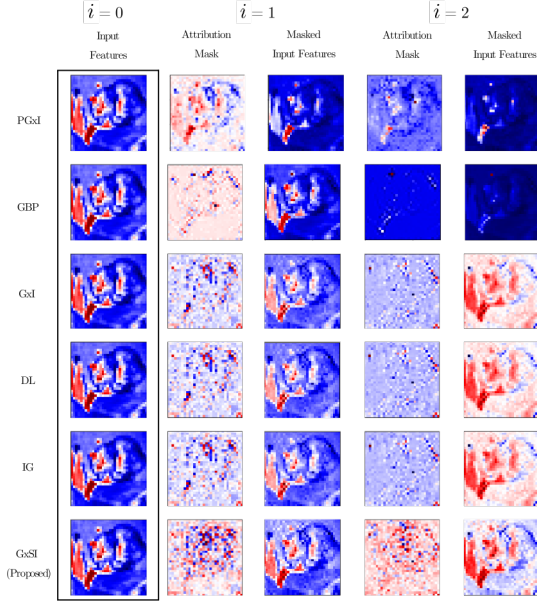 i = 0
i = 1
i = 2
Input
Features
Attribution
Mask
Masked
Input Features
Attribution
Mask
Masked
Input Features
PGxI
GBP
GxI
DL
IG
GxSI
(Proposed)